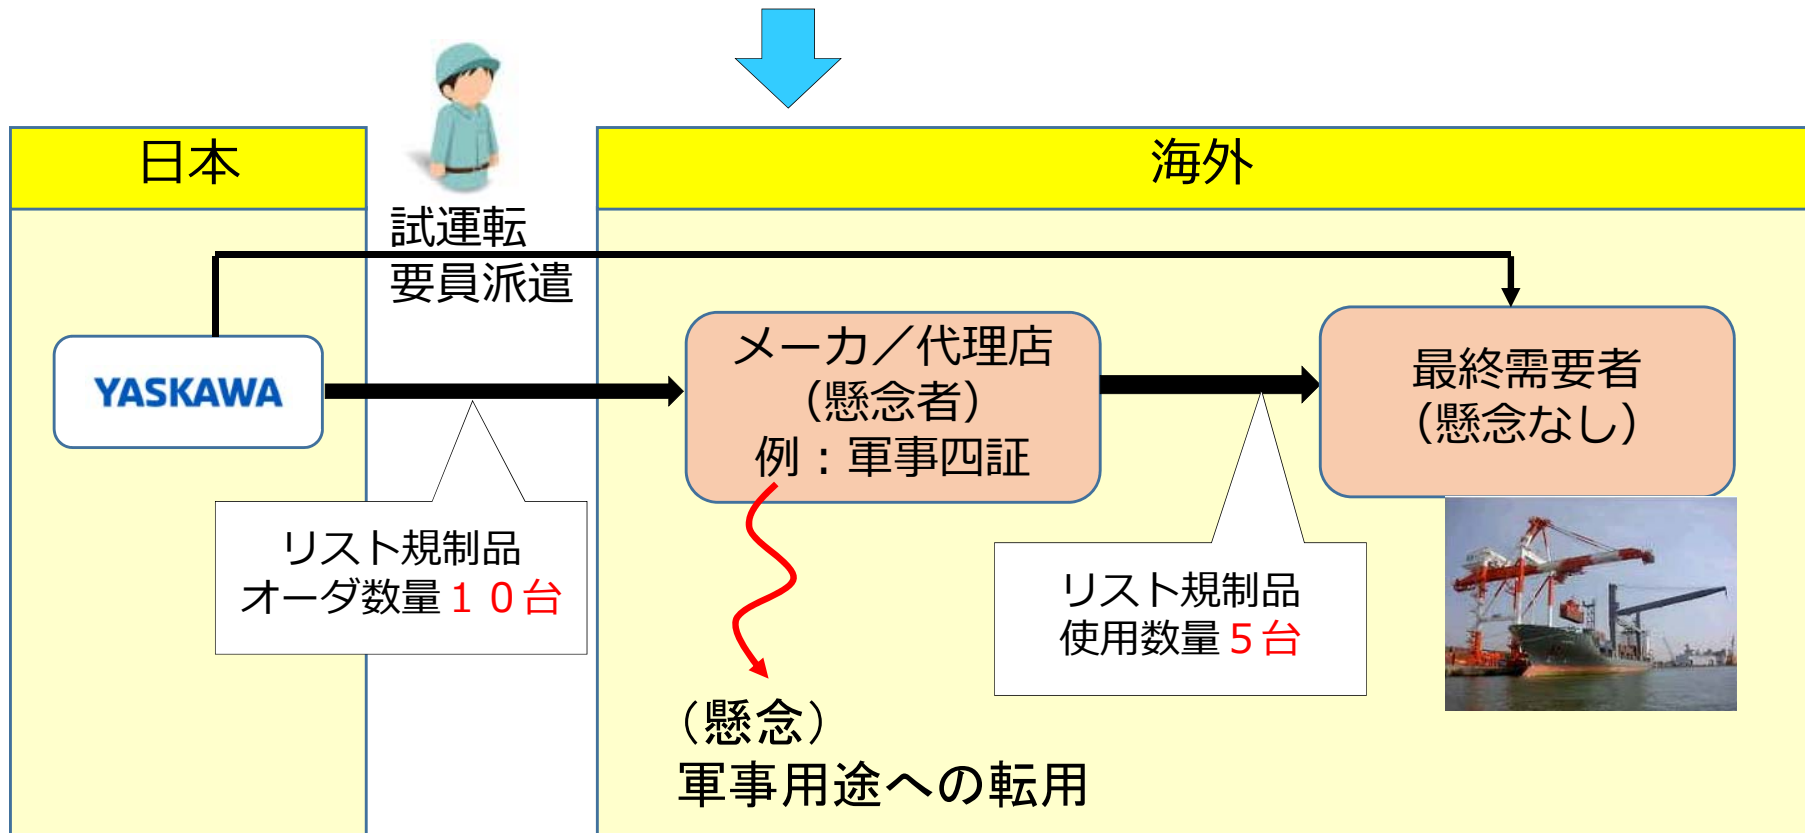 日本
海外
試運転
要員派遣
YASKAWA
メーカ／代理店
（懸念者）
例：軍事四証
最終需要者
（懸念なし）
リスト規制品
オーダ数量１０台
リスト規制品
使用数量５台
（懸念）
軍事用途への転用